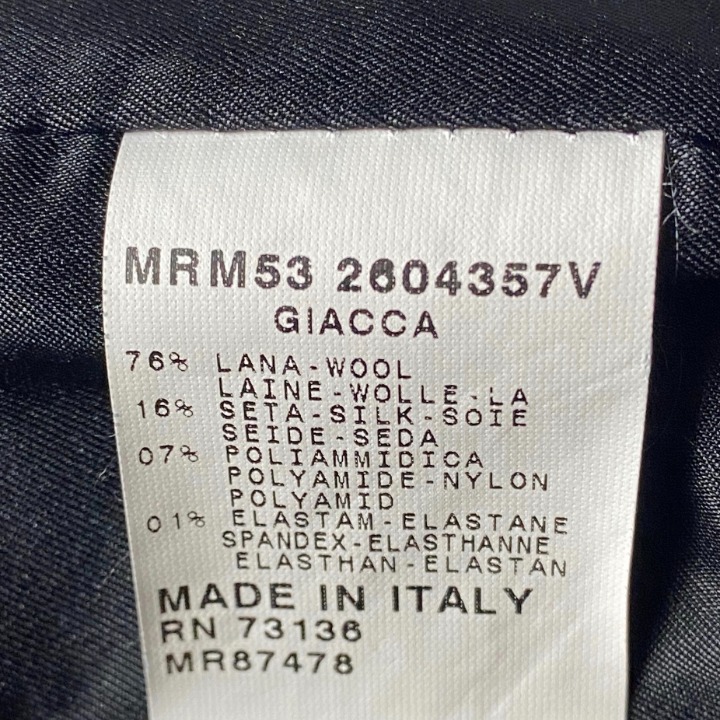 MRM53 2604357V
GIACCA
76% LANA-WOOL
LAINE-WOLLE-LA
16% SETA-SILK-SOIE
SEIDE-SEDA
07% POLIAMMIDICA
POLYAMIDE-NYLON
POLYAMID
01% ELASTAM-ELASTANE
SPANDEX-ELASTHANNE
ELASTHAN-ELASTAN
MADE IN ITALY
RN 73136
MR87478